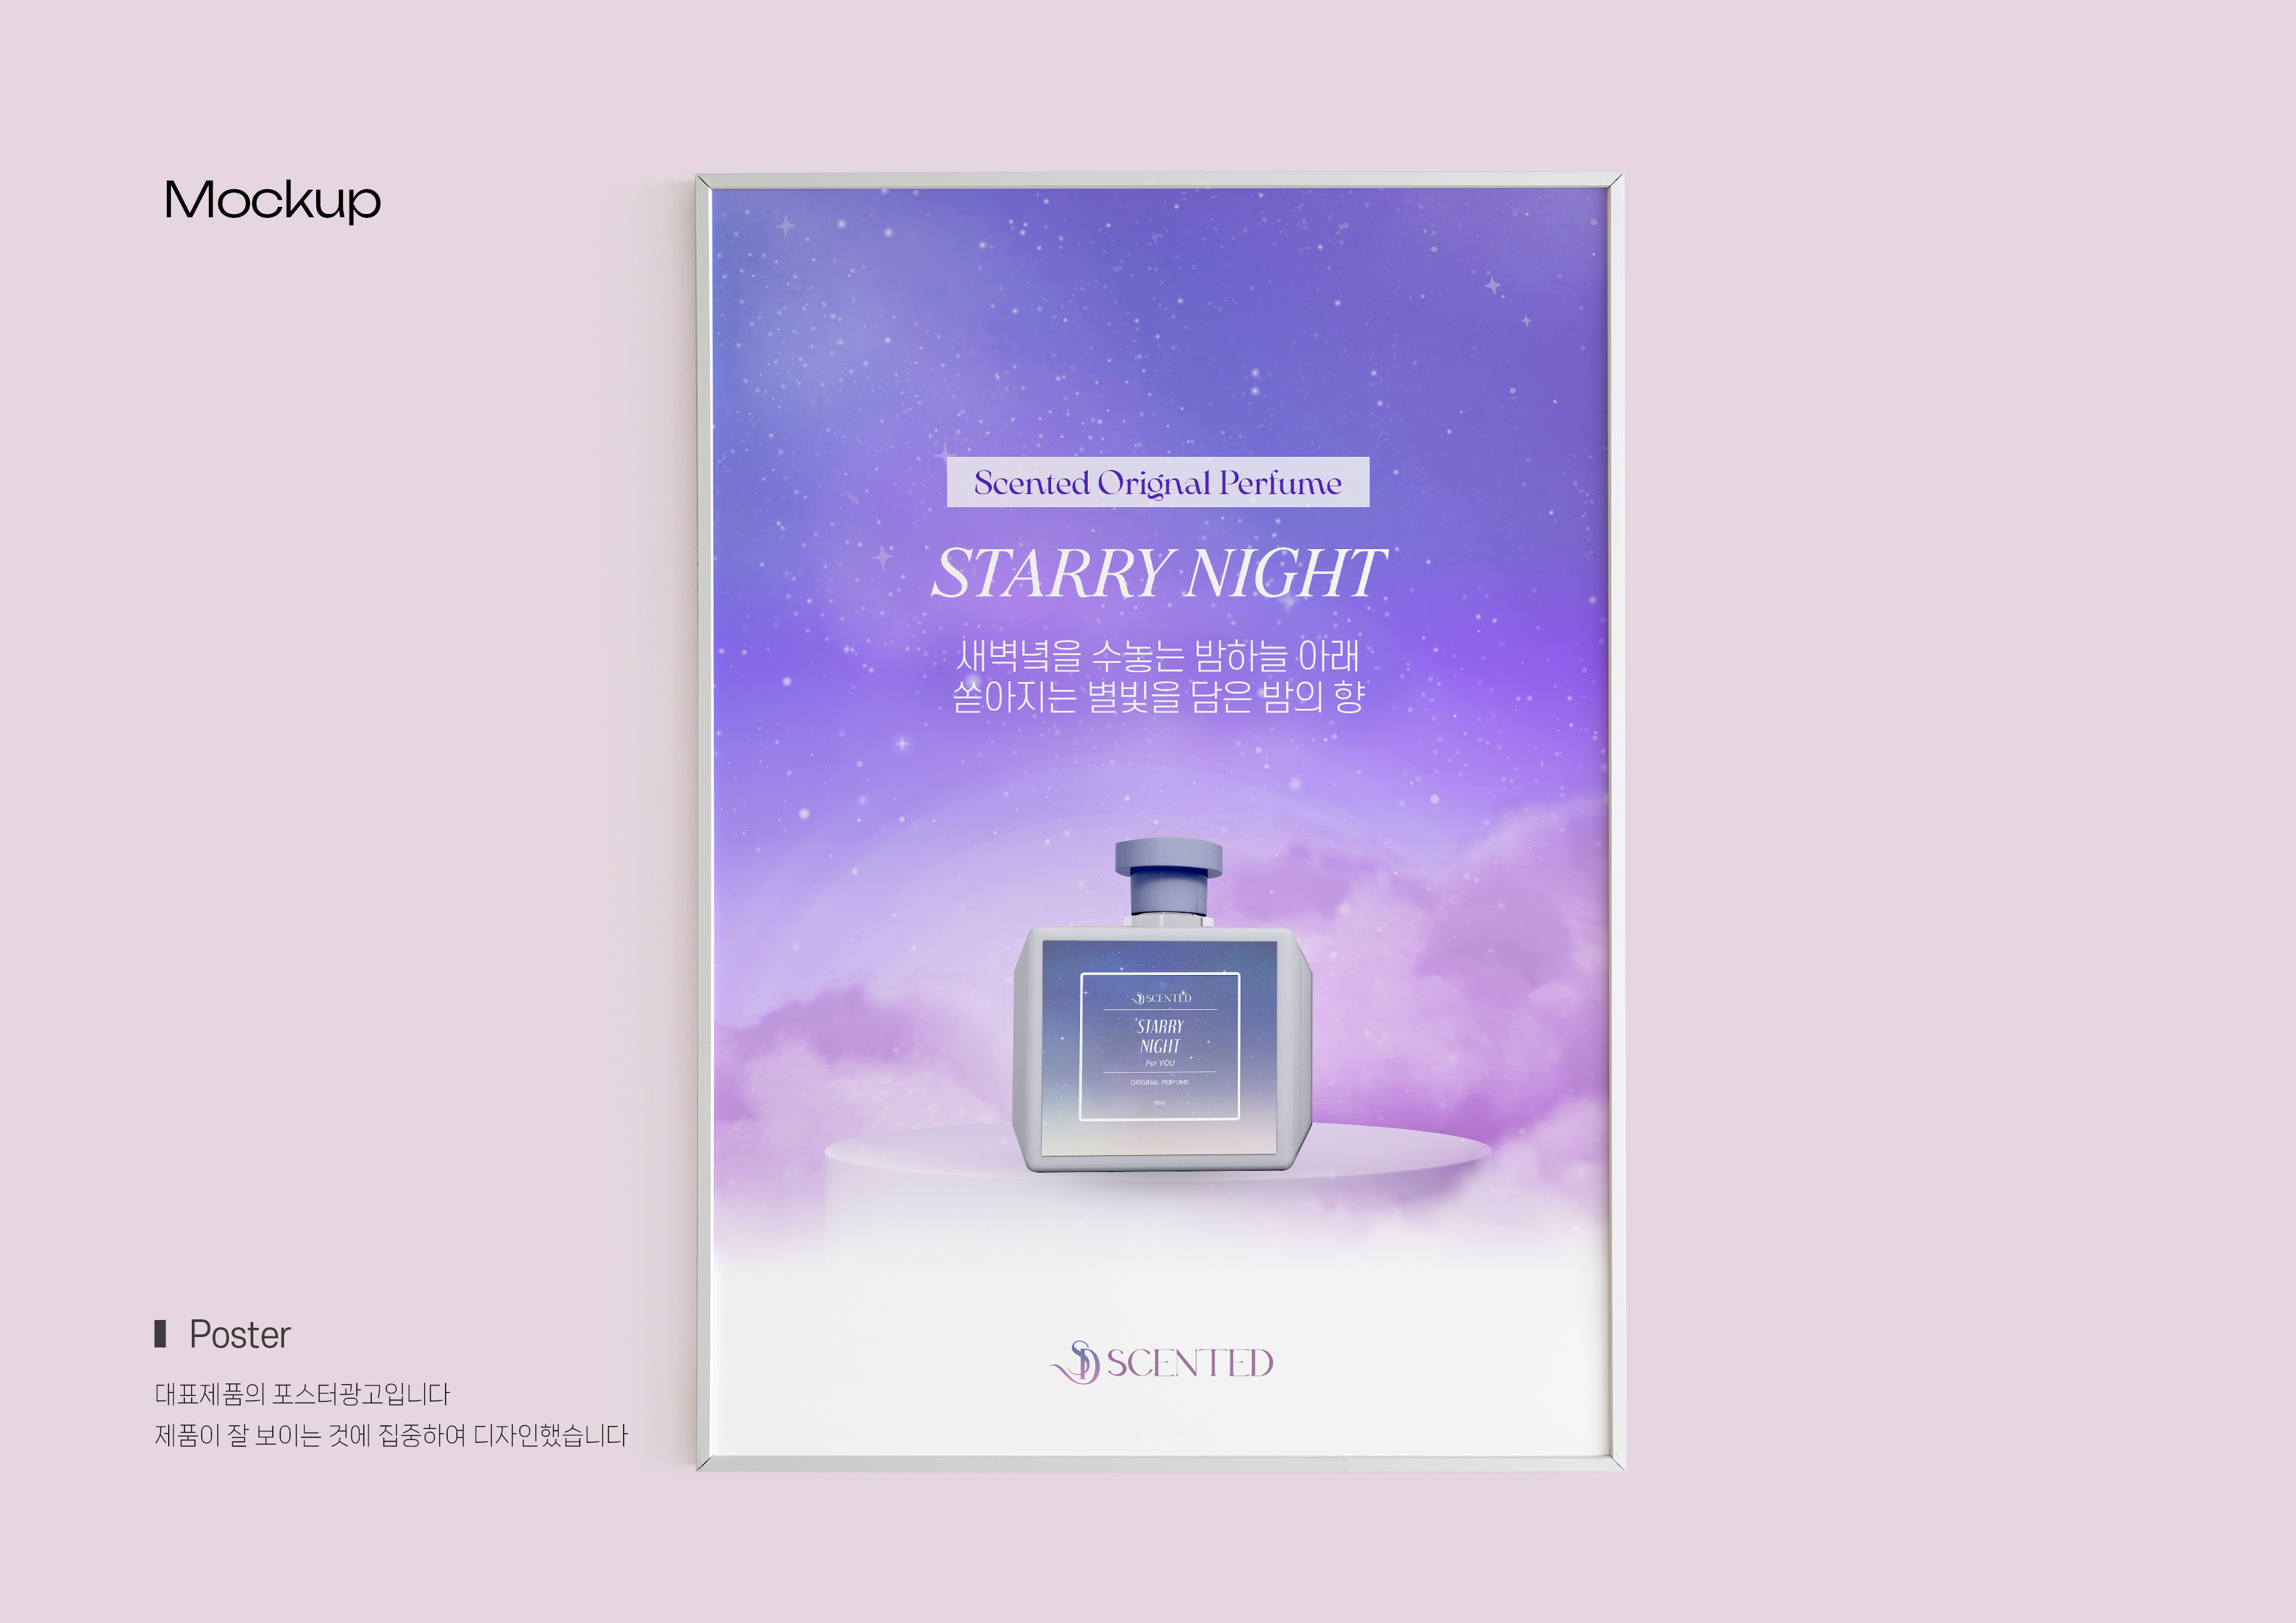 Mockup
Scented Orignal Perfume
STARRY NIGHT
새벽녘을 수놓는 밤하늘 아래
쏟아지는 별빛을 담은 밤의 향
SD SCENTED
STARRY
NIGHT
For YOU
ORIGINAL PERFUME
SD SCENTED
Poster
대표제품의 포스터광고입니다
제품이 잘 보이는 것에 집중하여 디자인했습니다